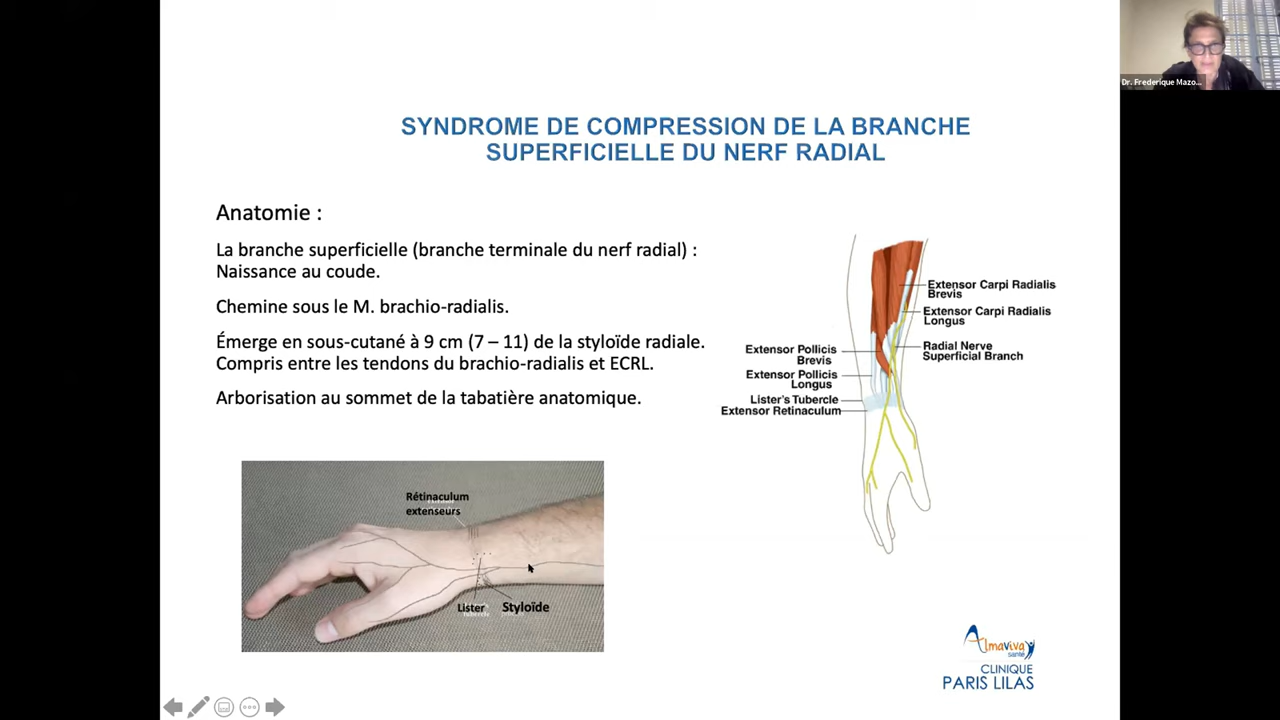 Dr. Frederique Mazo...
SYNDROME DE COMPRESSION DE LA BRANCHE
SUPERFICIELLE DU NERF RADIAL
Anatomie :
La branche superficielle (branche terminale du nerf radial) :
Naissance au coude.
Chemine sous le M. brachio-radialis.
Émerge en sous-cutané à 9 cm (7 – 11) de la styloïde radiale.
Compris entre les tendons du brachio-radialis et ECRL.
Arborisation au sommet de la tabatière anatomique.
Extensor Carpi Radialis
Brevis
Extensor Carpi Radialis
Longus
Radial Nerve
Superficial Branch
Extensor Pollicis
Brevis
Extensor Pollicis
Longus
Lister's Tubercle
Extensor Retinaculum
Rétinaculum
extenseurs
Lister
Styloïde
Almaviva
santé
CLINIQUE
PARIS LILAS